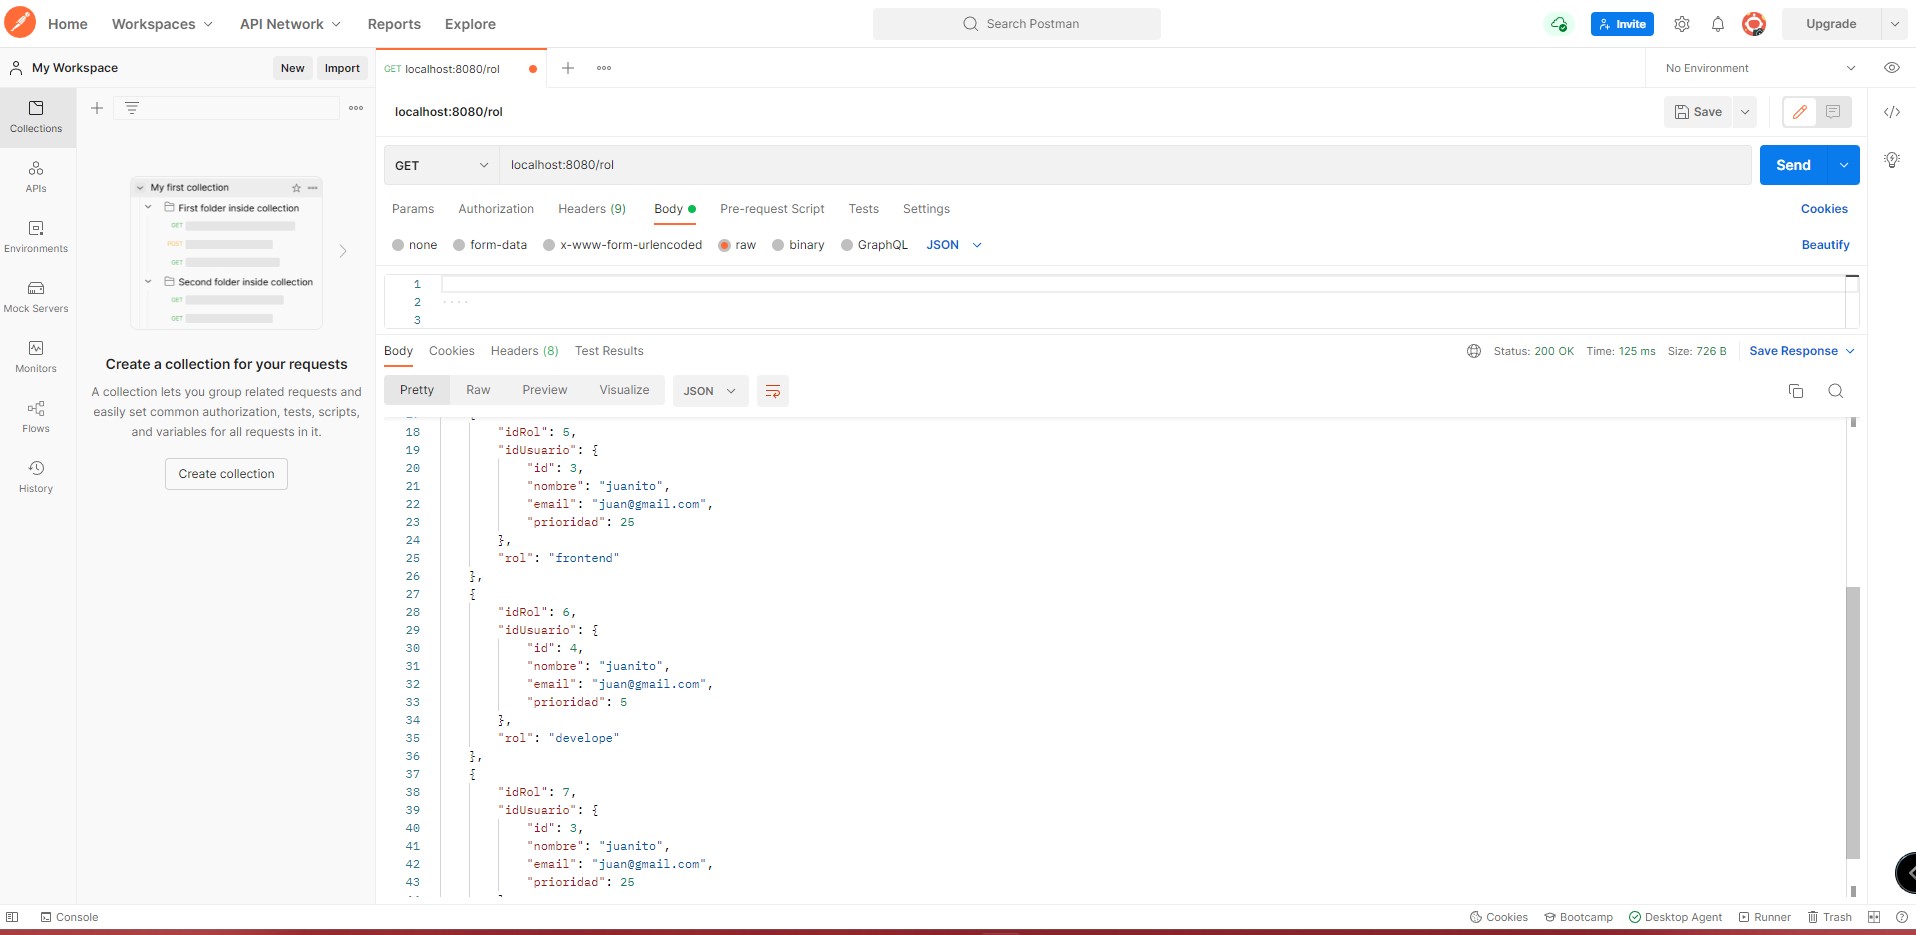 Home Workspaces API Network Reports Explore Search Postman Invite Upgrade
My Workspace New Import GET localhost:8080/rol No Environment
Collections
APIs
Environments
Mock Servers
Monitors
Flows
History
My first collection
First folder inside collection
GET
POST
GET
Second folder inside collection
GET
GET
Create a collection for your requests
A collection lets you group related requests and
easily set common authorization, tests, scripts,
and variables for all requests in it.
Create collection
localhost:8080/rol Save
GET localhost:8080/rol Send
Params Authorization Headers (9) Body Pre-request Script Tests Settings Cookies
none form-data x-www-form-urlencoded raw binary GraphQL JSON Beautify
1
2
3
Body Cookies Headers (8) Test Results Status: 200 OK Time: 125 ms Size: 726 B Save Response
Pretty Raw Preview Visualize JSON
18 "idRol": 5,
19 "idUsuario": {
20 "id": 3,
21 "nombre": "juanito",
22 "email": "juan@gmail.com",
23 "prioridad": 25
24 },
25 "rol": "frontend"
26 },
27 {
28 "idRol": 6,
29 "idUsuario": {
30 "id": 4,
31 "nombre": "juanito",
32 "email": "juan@gmail.com",
33 "prioridad": 5
34 },
35 "rol": "develope"
36 },
37 {
38 "idRol": 7,
39 "idUsuario": {
40 "id": 3,
41 "nombre": "juanito",
42 "email": "juan@gmail.com",
43 "prioridad": 25
Console Cookies Bootcamp Desktop Agent Runner Trash